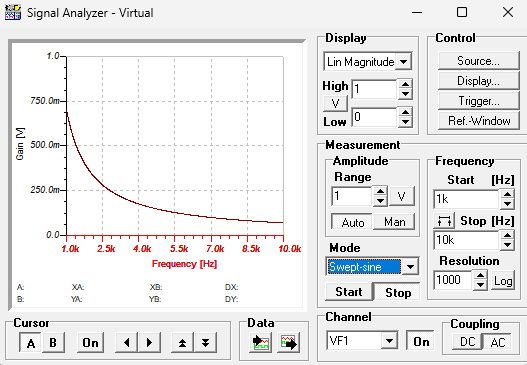 Signal Analyzer - Virtual
1.0
750.0m
500.0m
250.0m
0.0
Gain [V]
1.0k 2.5k 4.0k 5.5k 7.0k 8.5k 10.0k
Frequency [Hz]
A: XA: XB: DX:
B: YA: YB: DY:
Cursor
A B On
Data
Display
Lin Magnitude
High 1
V
Low 0
Control
Source...
Display...
Trigger...
Ref.-Window
Measurement
Amplitude
Range
1 V
Auto Man
Mode
Swept-sine
Start Stop
Frequency
Start [Hz]
1k
Stop [Hz]
10k
Resolution
1000 Log
Channel
VF1 On
Coupling
DC AC